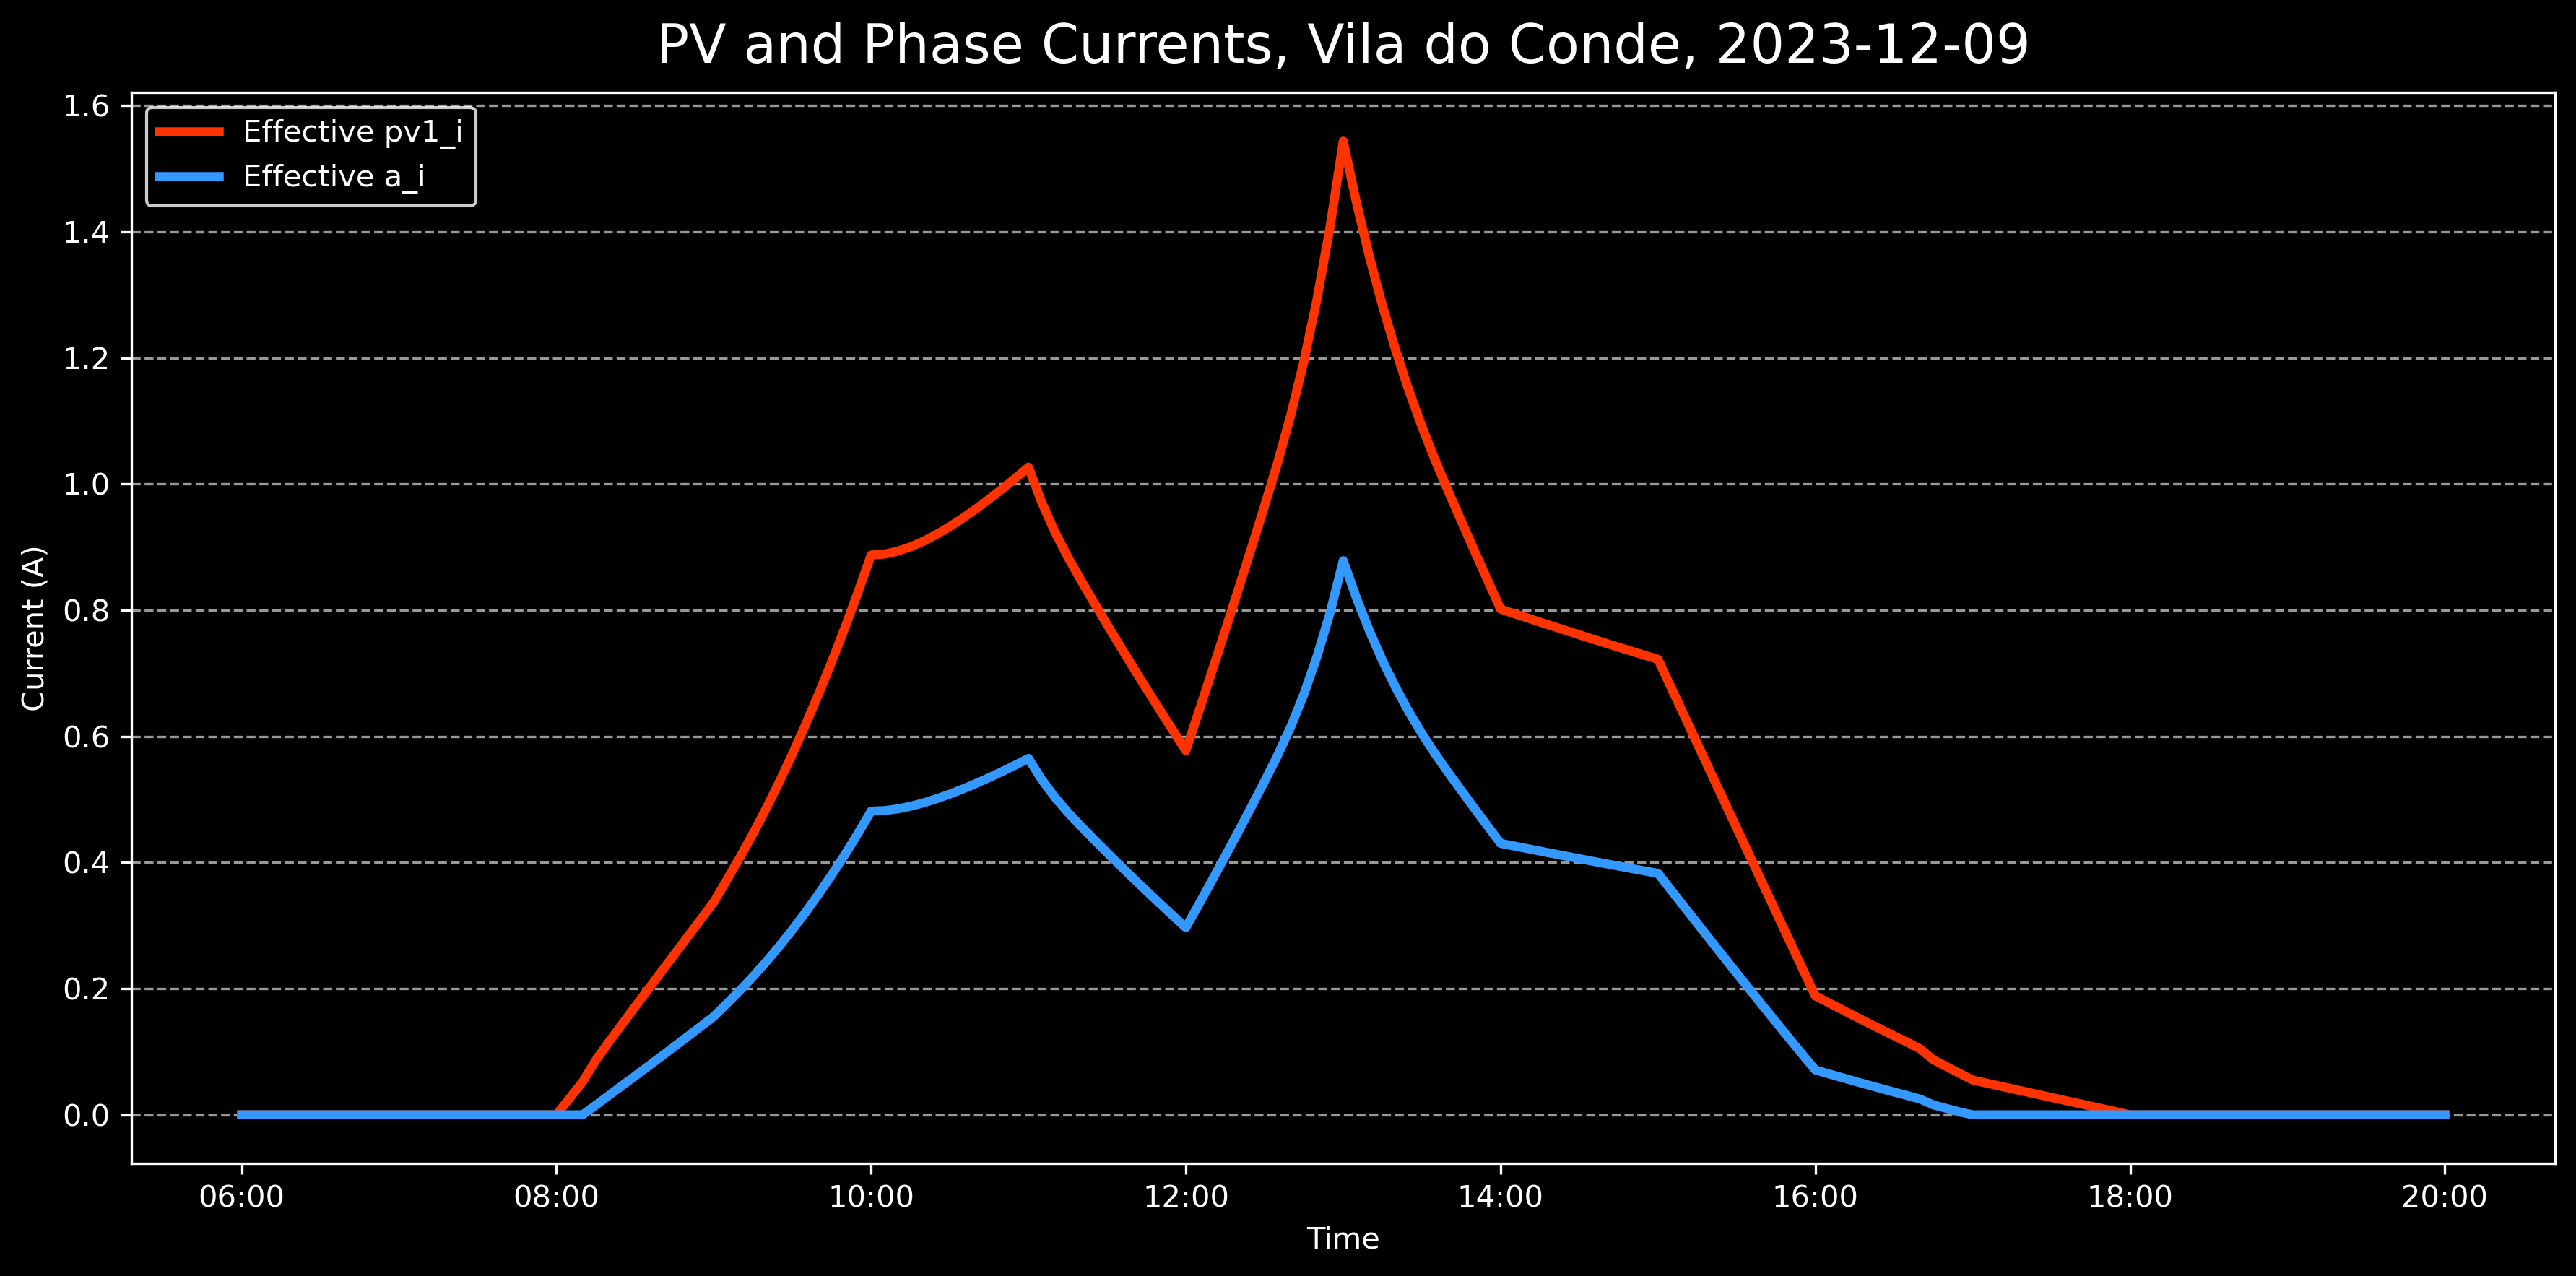 PV and Phase Currents, Vila do Conde, 2023-12-09
Effective pv1_i
Effective a_i
Current (A)
1.6
1.4
1.2
1.0
0.8
0.6
0.4
0.2
0.0
06:00 08:00 10:00 12:00 14:00 16:00 18:00 20:00
Time